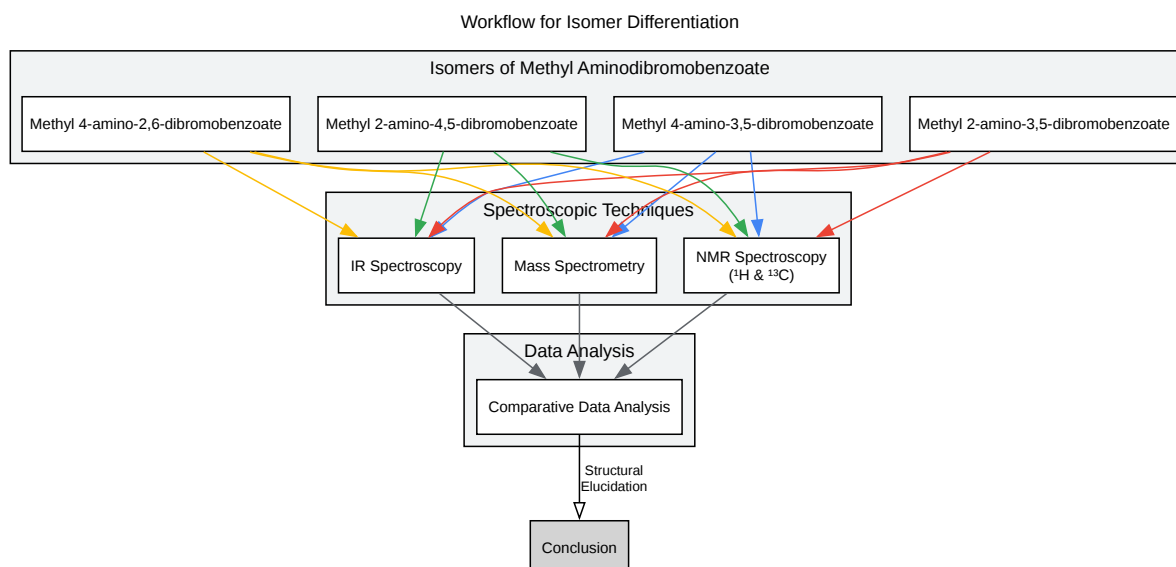 Workflow for Isomer Differentiation
Isomers of Methyl Aminodibromobenzoate
Methyl 4-amino-2,6-dibromobenzoate
Methyl 2-amino-4,5-dibromobenzoate
Methyl 4-amino-3,5-dibromobenzoate
Methyl 2-amino-3,5-dibromobenzoate
Spectroscopic Techniques
IR Spectroscopy
Mass Spectrometry
NMR Spectroscopy
(¹H & ¹³C)
Data Analysis
Comparative Data Analysis
Structural
Elucidation
Conclusion